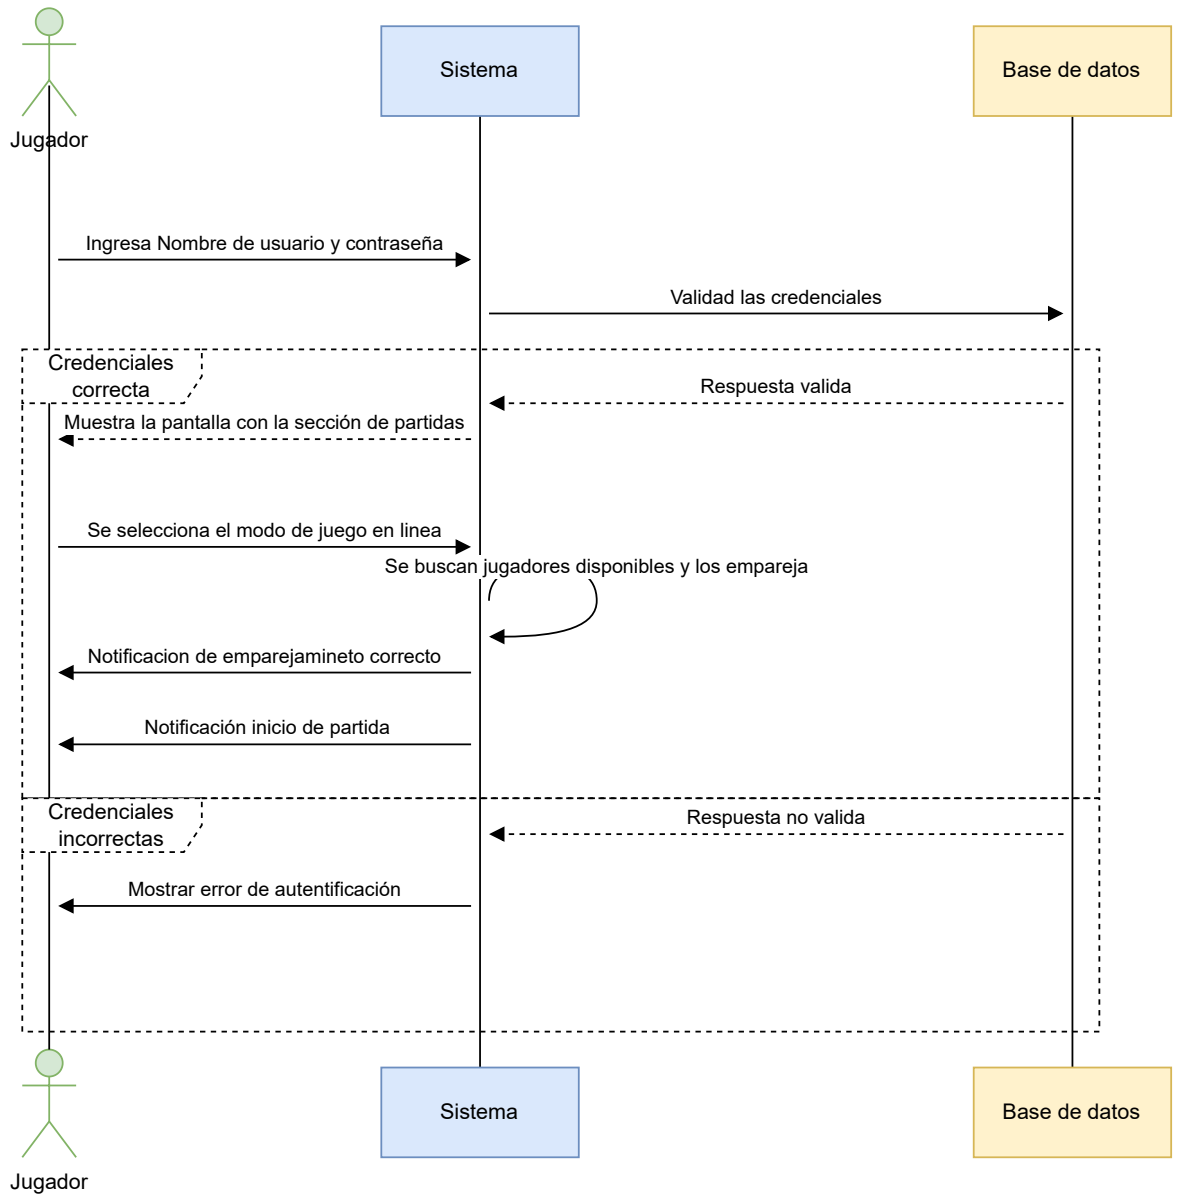 Jugador
Sistema
Base de datos
Ingresa Nombre de usuario y contraseña
Validad las credenciales
Credenciales
correcta
Respuesta valida
Muestra la pantalla con la sección de partidas
Se selecciona el modo de juego en linea
Se buscan jugadores disponibles y los empareja
Notificacion de emparejamineto correcto
Notificación inicio de partida
Credenciales
incorrectas
Respuesta no valida
Mostrar error de autentificación
Jugador
Sistema
Base de datos